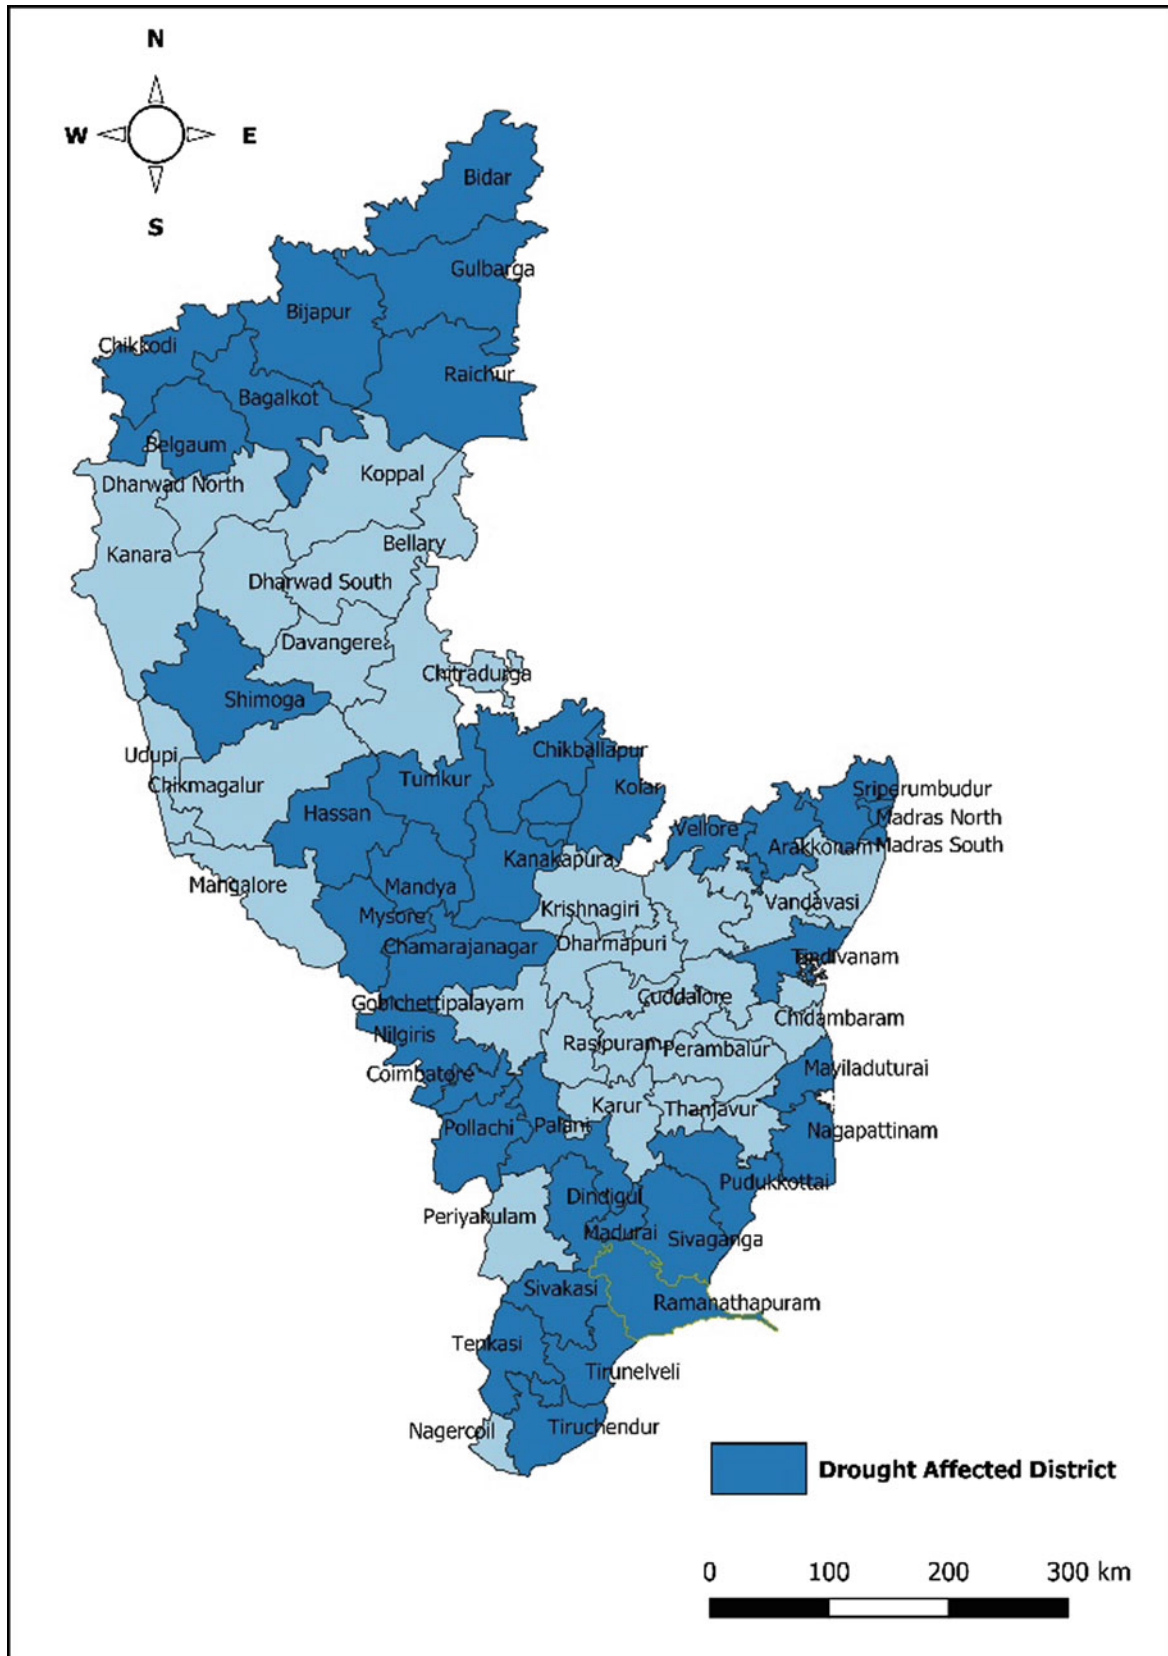 N
W E
S
Bidar
Gulbarga
Bijapur
Chikkodi
Raichur
Bagalkot
Belgaum
Koppal
Dharwad North
Bellary
Kanara
Dharwad South
Davangere
Chitradurga
Shimoga
Udupi
Chikballapur
Tumkur
Chikmagalur
Kolar
Sriperumbudur
Hassan
Madras North
Vellore
Arakkonam
Madras South
Kanakapura
Mangalore
Mandya
Vandavasi
Krishnagiri
Mysore
Chamarajanagar
Dharmapuri
Tindivanam
Cuddalore
Gobichettipalayam
Chidambaram
Nilgiris
Rasipuram
Perambalur
Mayiladuturai
Coimbatore
Karur
Thanjavur
Pollachi
Palani
Nagapattinam
Pudukkottai
Dindigul
Periyakulam
Madurai
Sivaganga
Sivakasi
Ramanathapuram
Tenkasi
Tirunelveli
Nagercoil
Tiruchendur
Drought Affected District
0 100 200 300 km